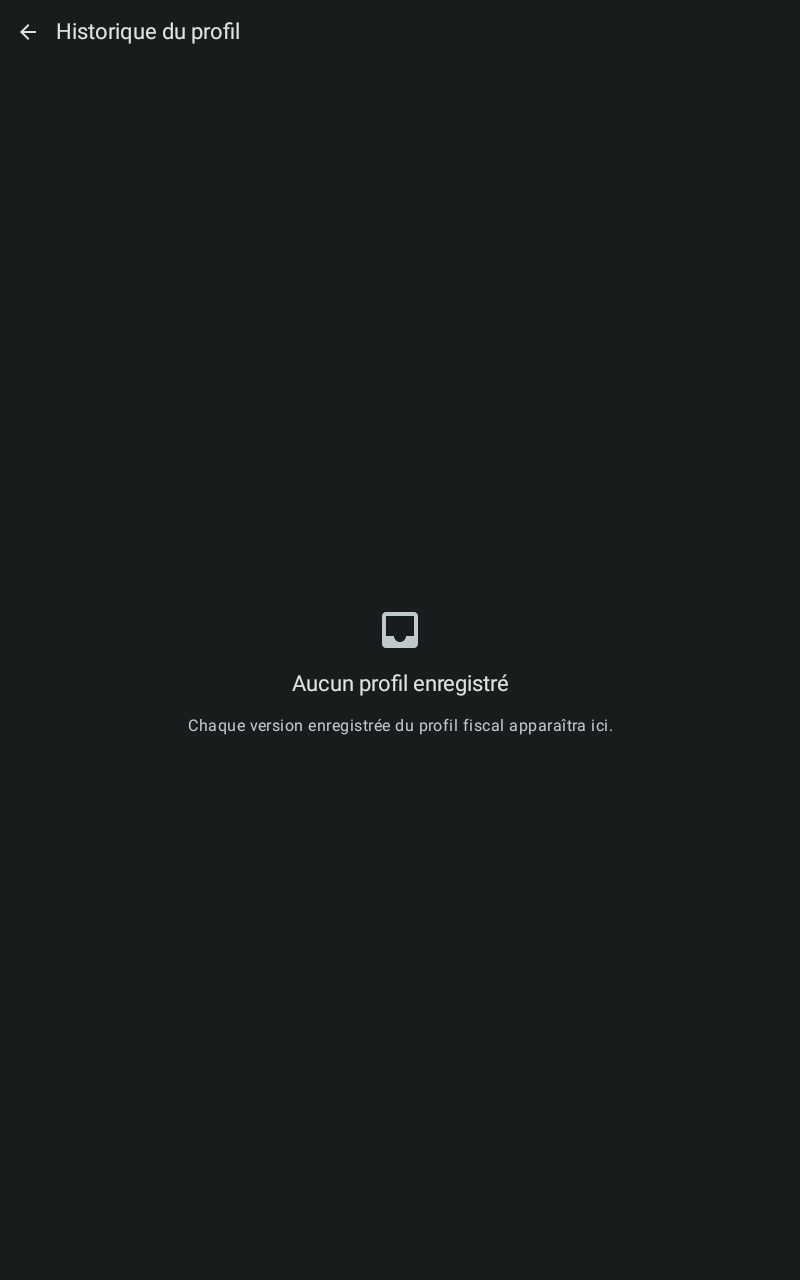 Historique du profil
Aucun profil enregistré
Chaque version enregistrée du profil fiscal apparaîtra ici.